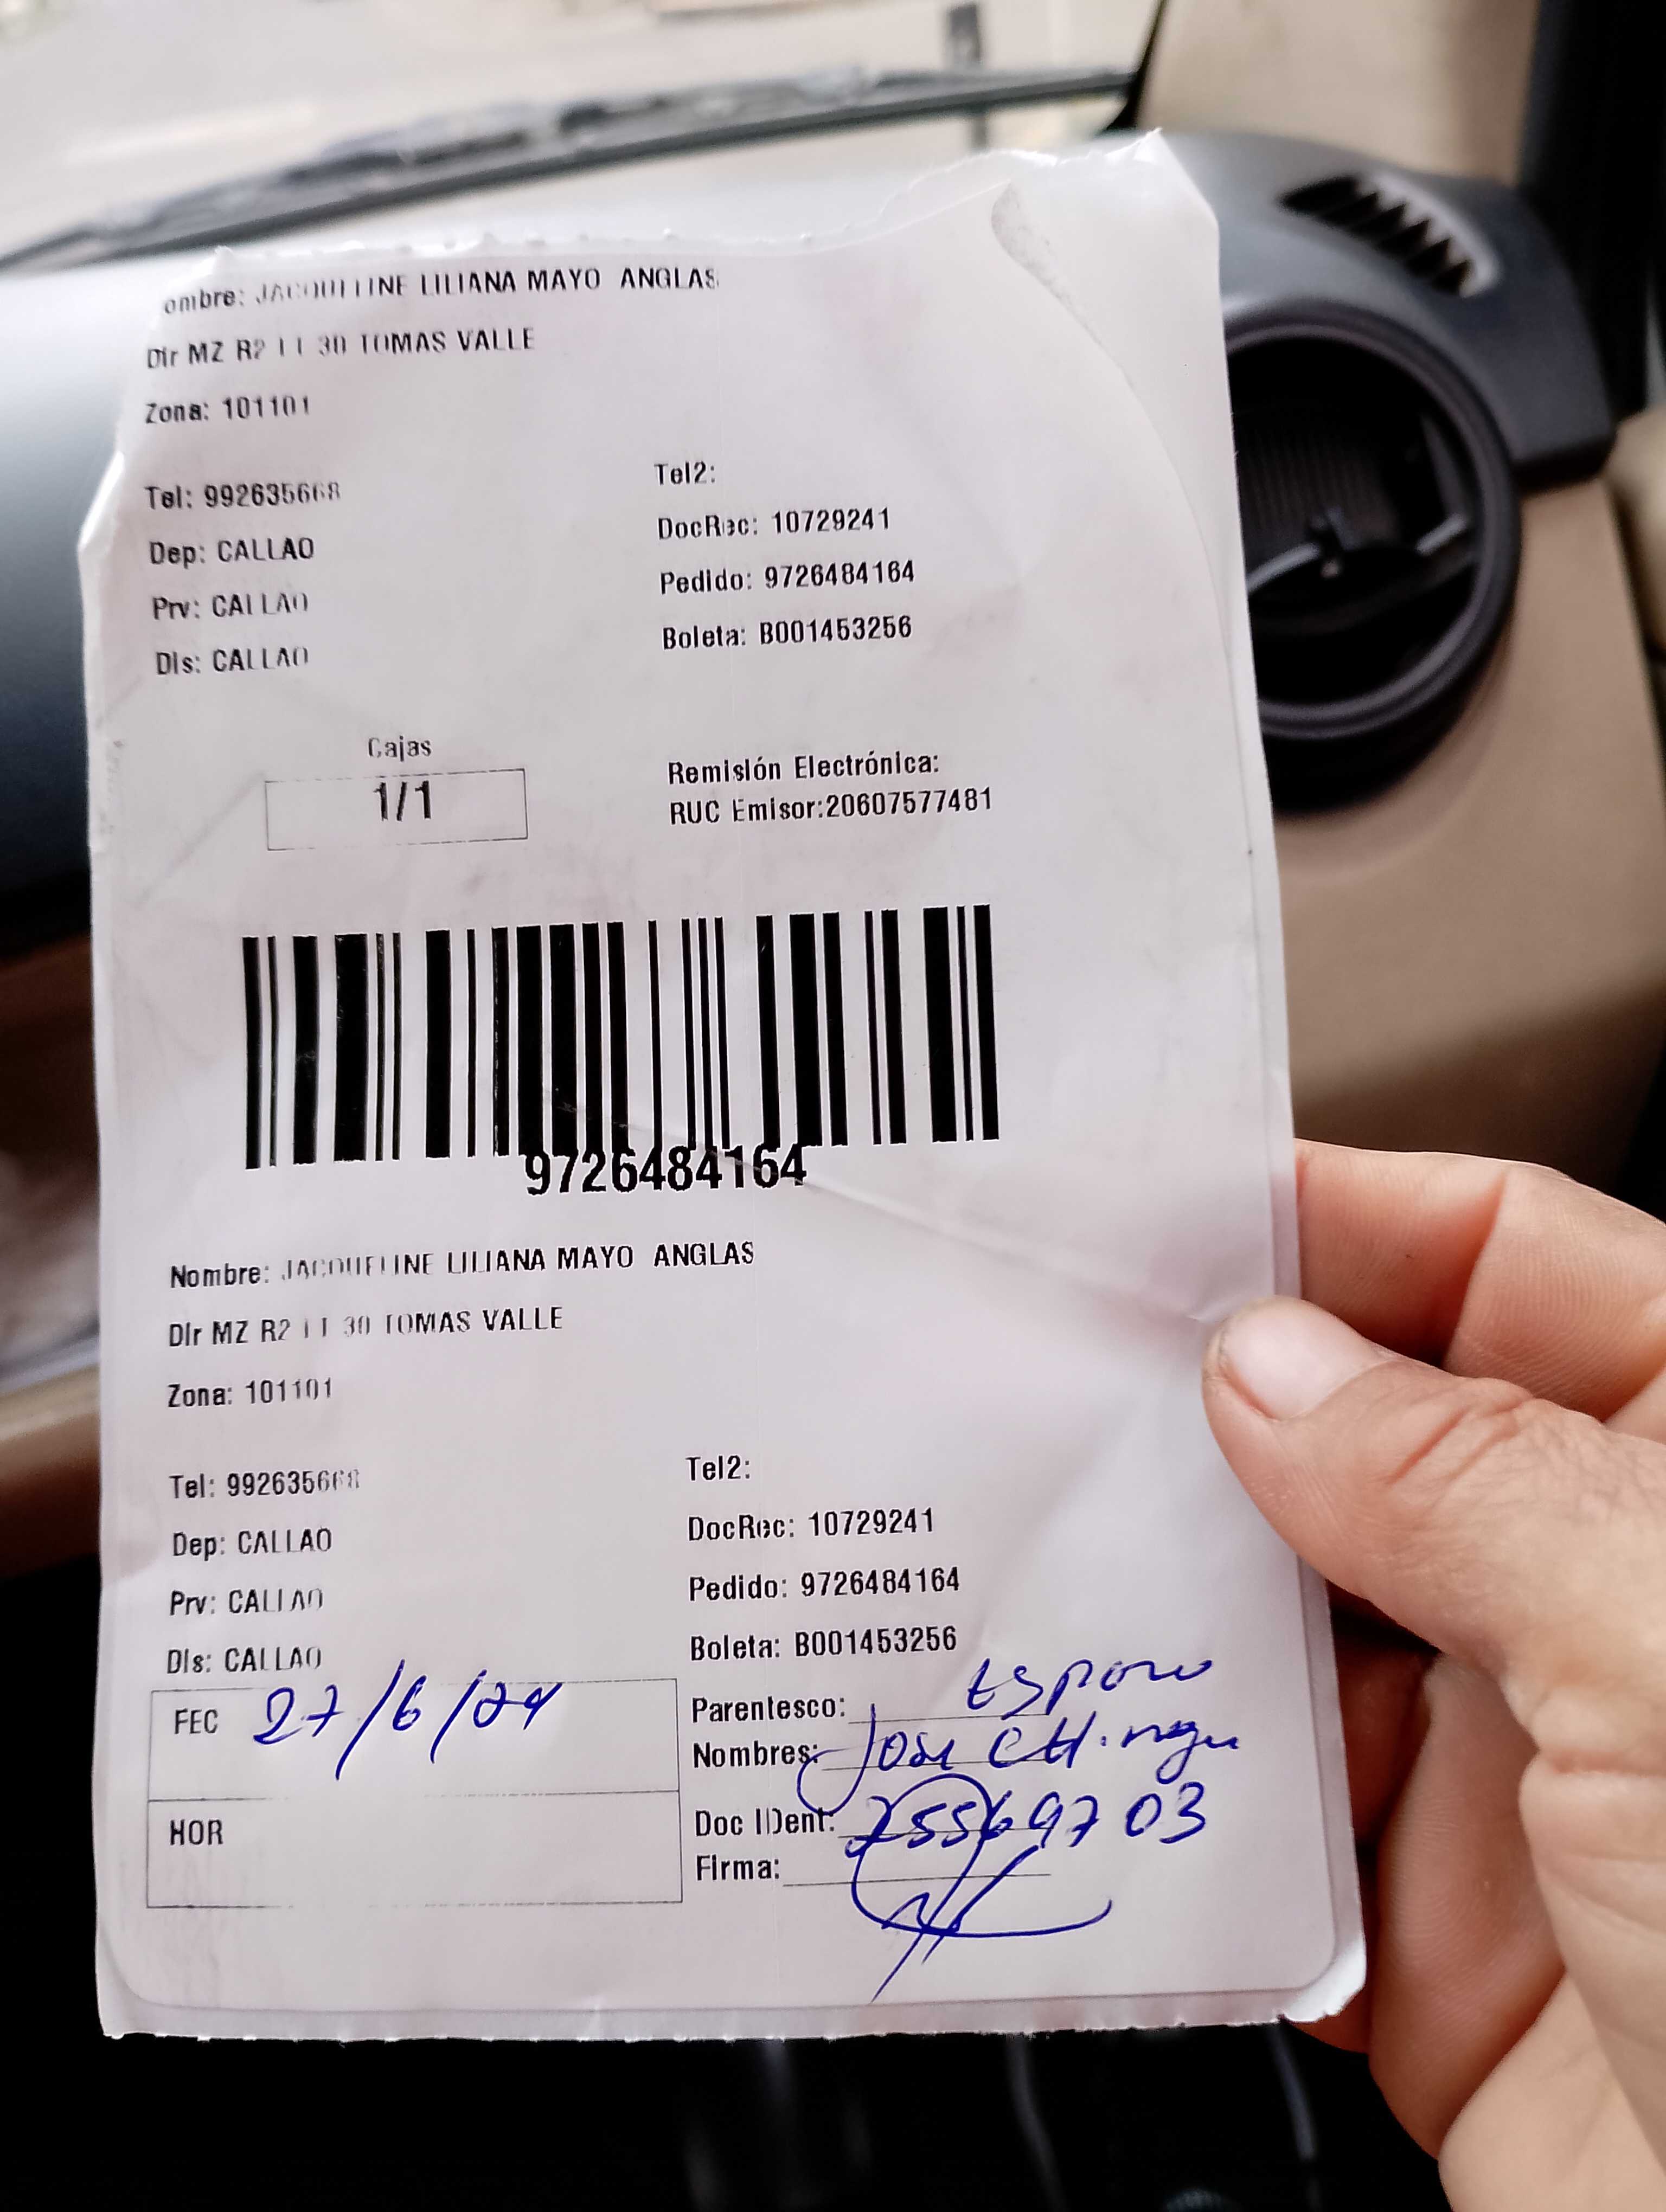 ombre: JACQUELINE LILIANA MAYO ANGLAS
Dir MZ R2 LT 30 TOMAS VALLE
Zona: 101101
Tel: 992635668
Tel2:
Dep: CALLAO
DocRec: 10729241
Prv: CALLAO
Pedido: 9726484164
Dis: CALLAO
Boleta: B001453256
Cajas
1/1
Remisión Electrónica:
RUC Emisor:20607577481
9726484164
Nombre: JACQUELINE LILIANA MAYO ANGLAS
Dir MZ R2 LT 30 TOMAS VALLE
Zona: 101101
Tel: 992635668
Tel2:
Dep: CALLAO
DocRec: 10729241
Prv: CALLAO
Pedido: 9726484164
Dis: CALLAO
Boleta: B001453256
FEC 27/6/24
Parentesco: Esposo
Nombres: Jose
HOR
Doc IDent:
Firma: